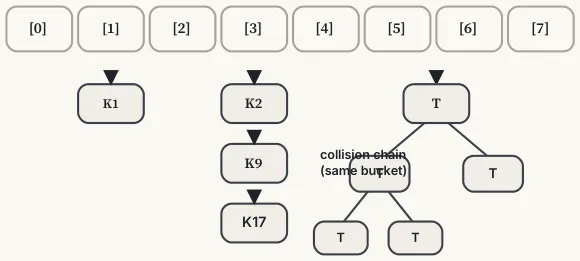 [0] [1] [2] [3] [4] [5] [6] [7]
K1 K2 T
collision chain
(same bucket)
K9 T T
K17 T T